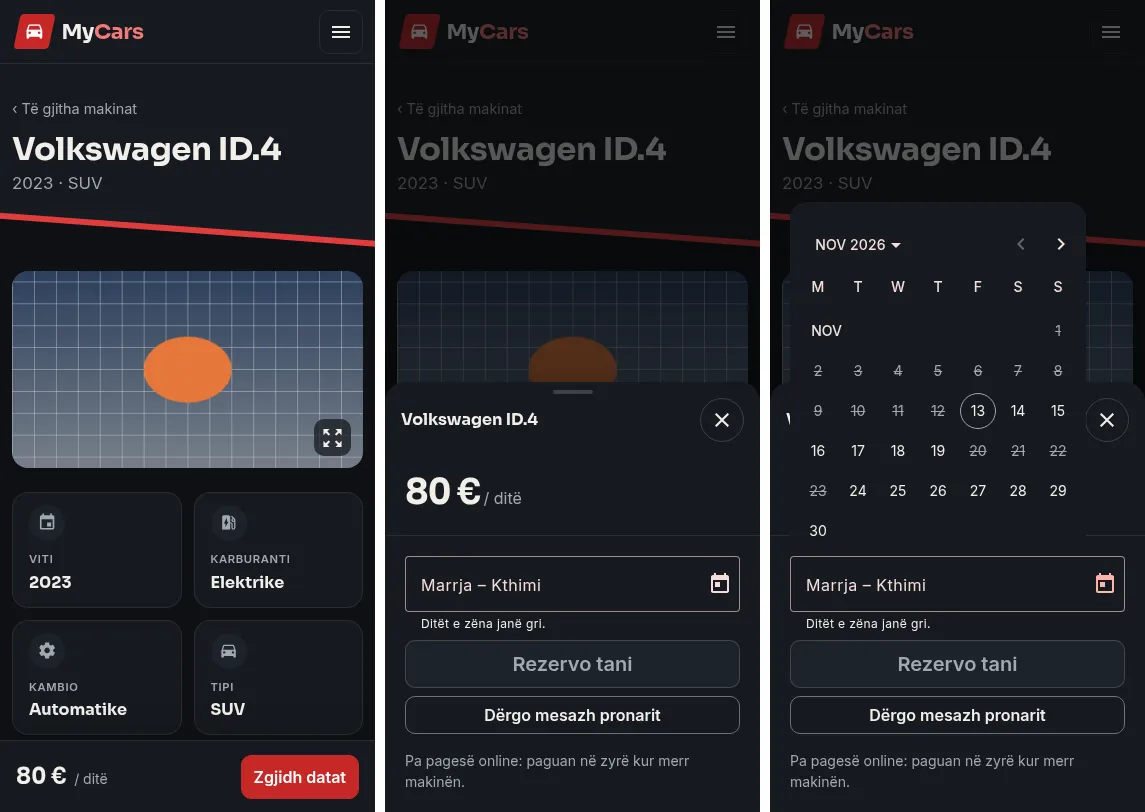 MyCars
‹ Të gjitha makinat
Volkswagen ID.4
2023 · SUV
VITI
2023
KARBURANTI
Elektrike
KAMBIO
Automatike
TIPI
SUV
80 € / ditë
Zgjidh datat
MyCars
‹ Të gjitha makinat
Volkswagen ID.4
2023 · SUV
Volkswagen ID.4
80 € / ditë
Marrja – Kthimi
Ditët e zëna janë gri.
Rezervo tani
Dërgo mesazh pronarit
Pa pagesë online: paguan në zyrë kur merr
makinën.
MyCars
‹ Të gjitha makinat
Volkswagen ID.4
2023 · SUV
NOV 2026
M T W T F S S
NOV 1
2 3 4 5 6 7 8
9 10 11 12 13 14 15
16 17 18 19 20 21 22
23 24 25 26 27 28 29
30
Marrja – Kthimi
Ditët e zëna janë gri.
Rezervo tani
Dërgo mesazh pronarit
Pa pagesë online: paguan në zyrë kur merr
makinën.